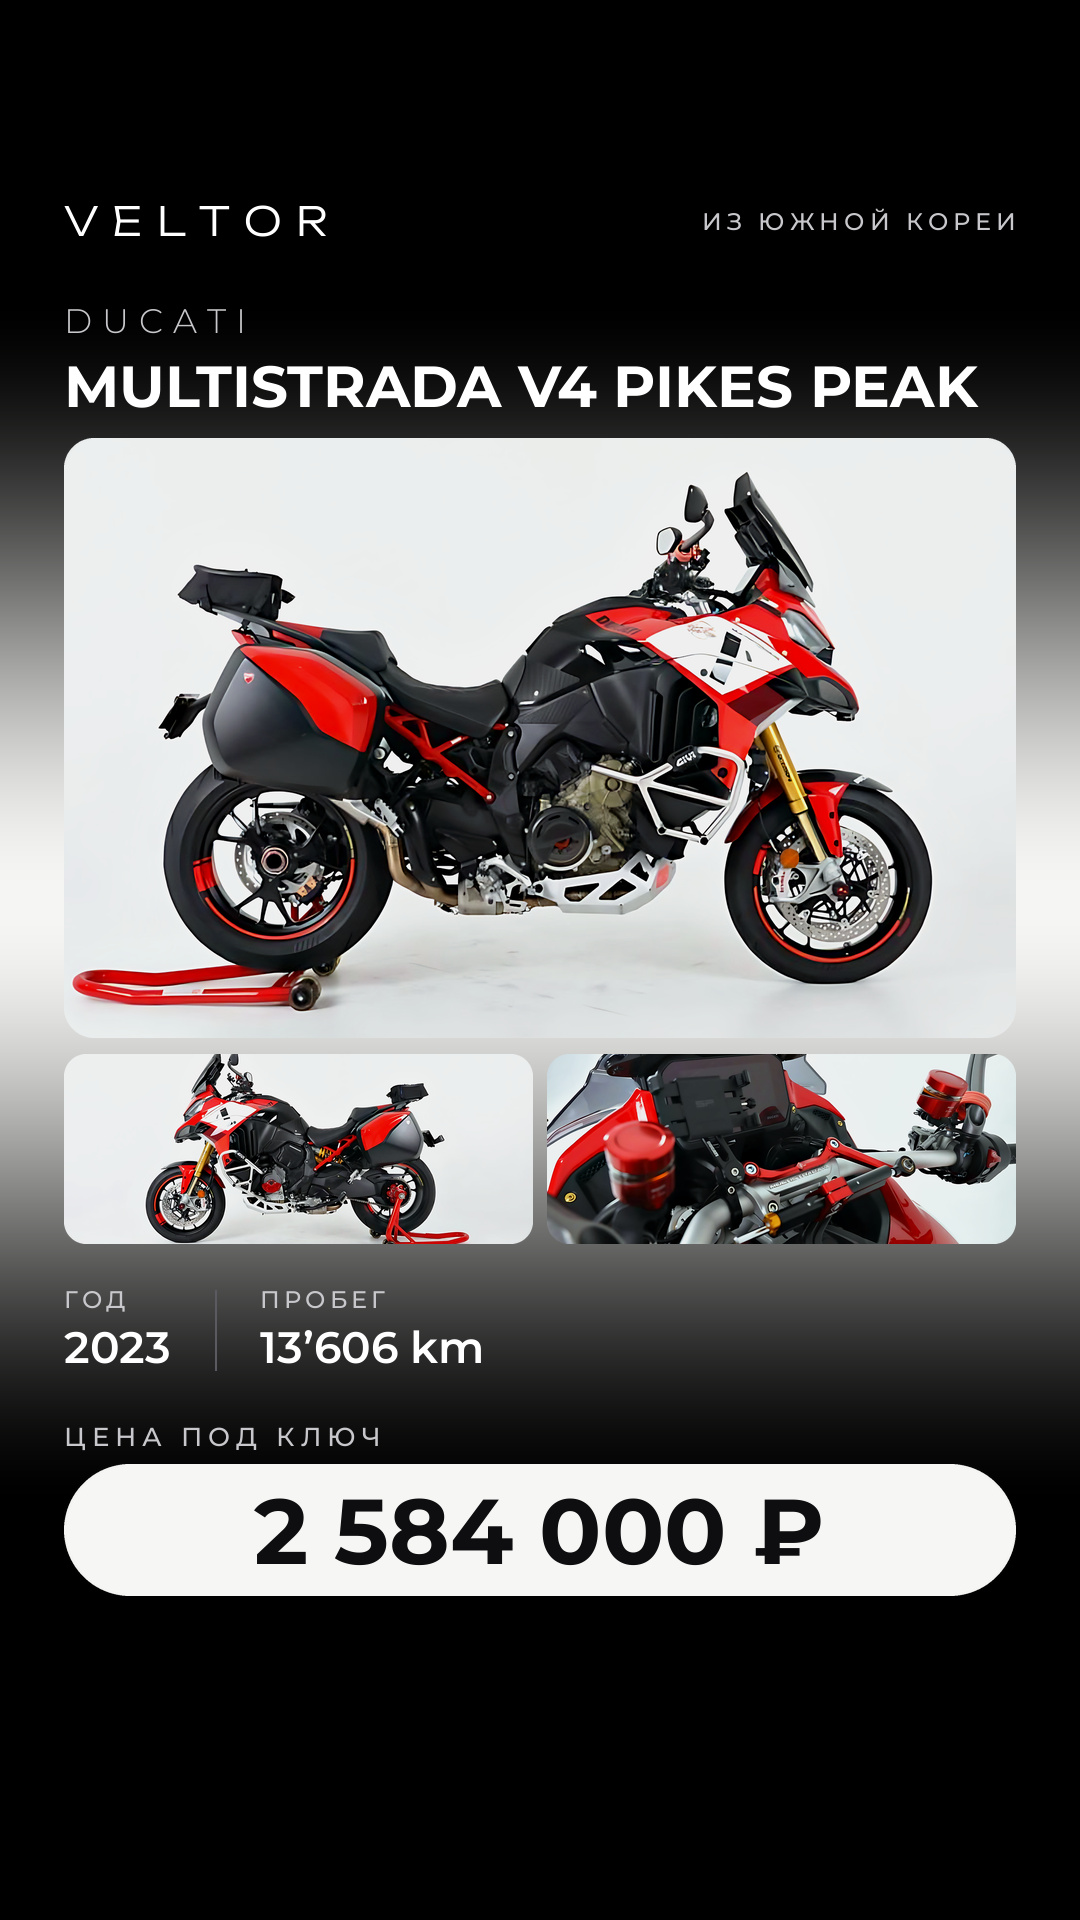 VELTOR
ИЗ ЮЖНОЙ КОРЕИ
DUCATI
MULTISTRADA V4 PIKES PEAK
GIVI
ГОД
2023
ПРОБЕГ
13’606 km
ЦЕНА ПОД КЛЮЧ
2 584 000 ₽